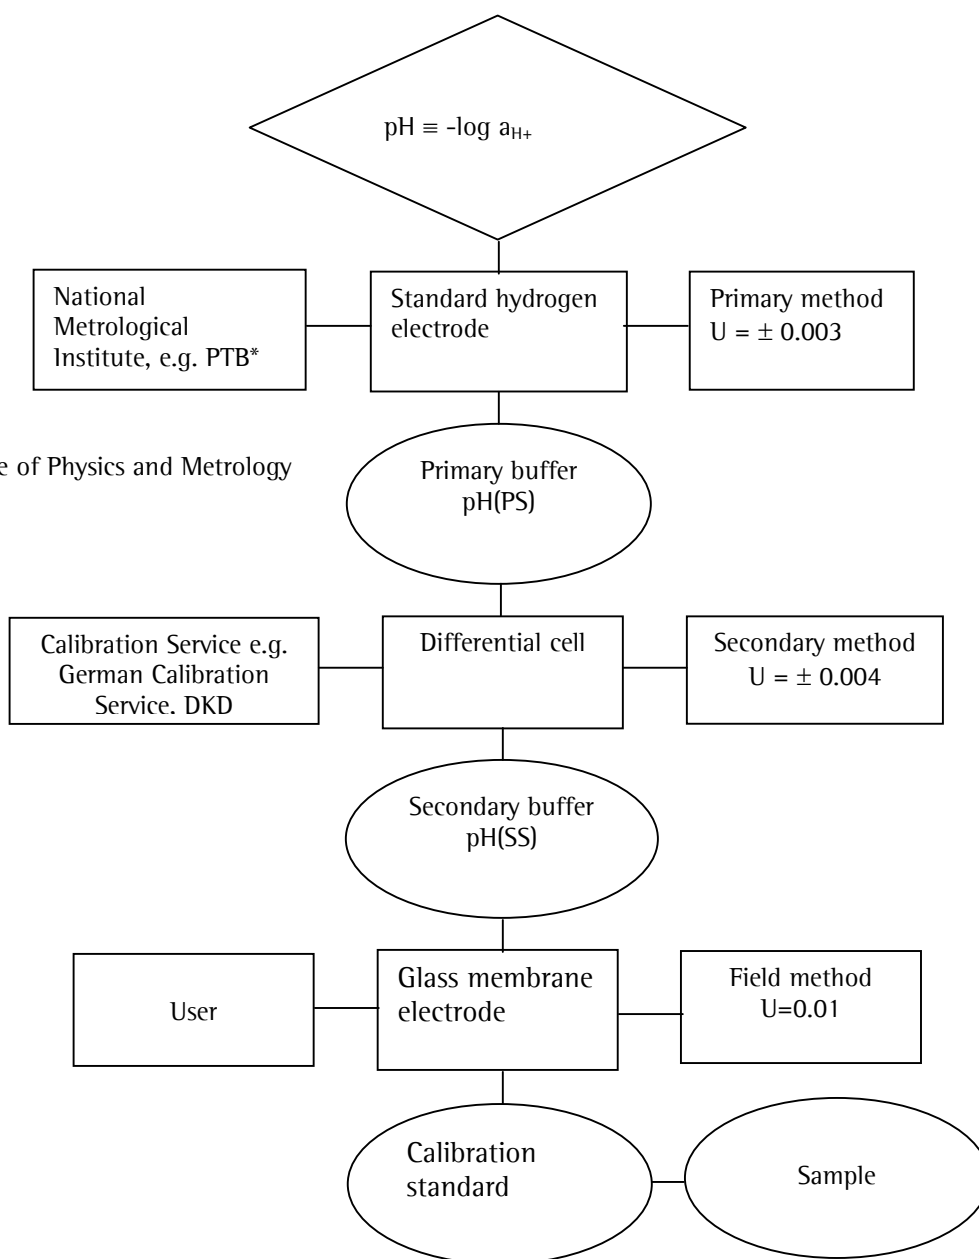 pH ≡ -log aH+
National
Metrological
Institute, e.g. PTB*
Standard hydrogen
electrode
Primary method
U = ± 0.003
e of Physics and Metrology
Primary buffer
pH(PS)
Calibration Service e.g.
German Calibration
Service. DKD
Differential cell
Secondary method
U = ± 0.004
Secondary buffer
pH(SS)
User
Glass membrane
electrode
Field method
U=0.01
Calibration
standard
Sample